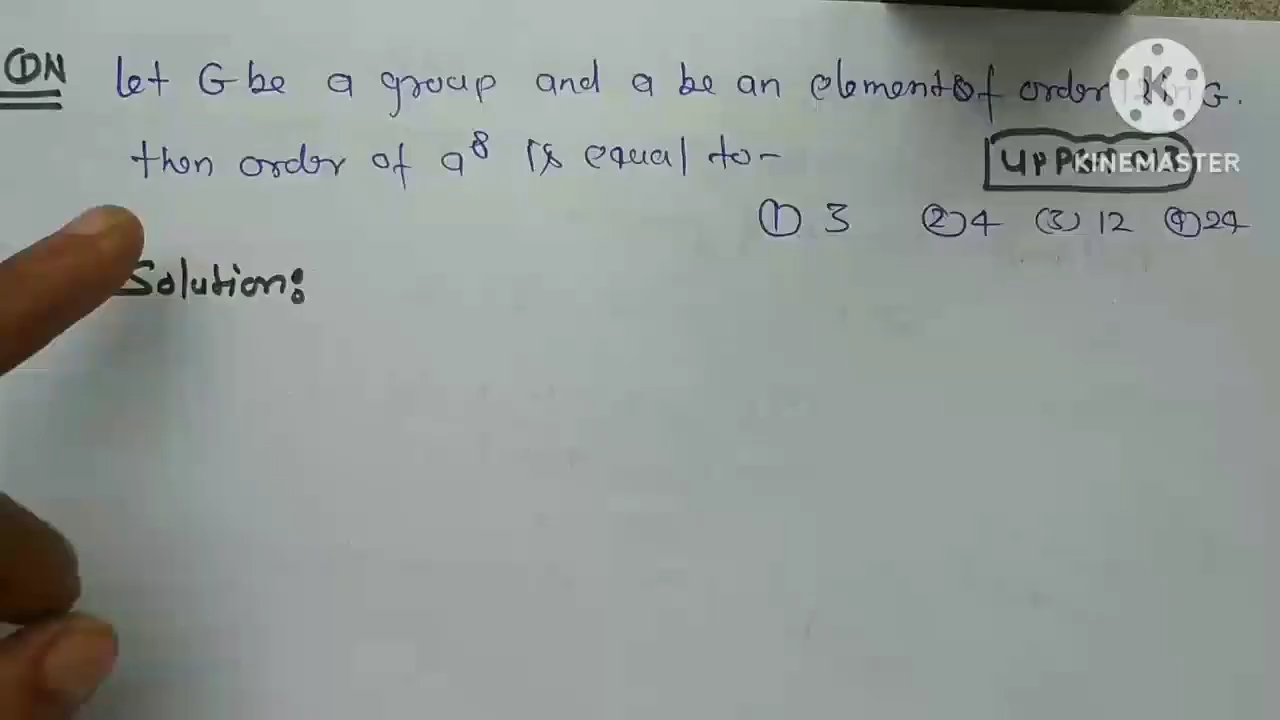 QN Let G be a group and a be an element of order G.
then order of a⁸ is equal to-
UPP KINEMASTER
① 3 ② 4 (3) 12 ④ 24
Solution:
K